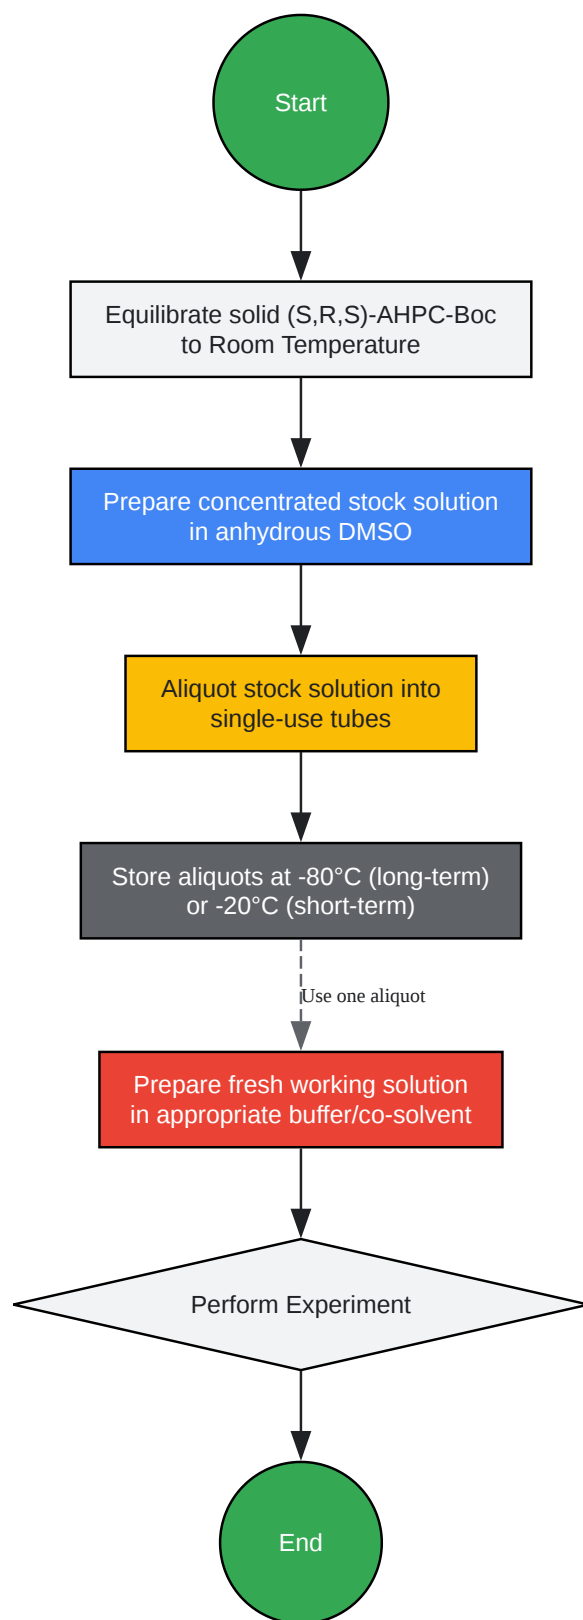 Start
Equilibrate solid (S,R,S)-AHPC-Boc
to Room Temperature
Prepare concentrated stock solution
in anhydrous DMSO
Aliquot stock solution into
single-use tubes
Store aliquots at -80°C (long-term)
or -20°C (short-term)
Use one aliquot
Prepare fresh working solution
in appropriate buffer/co-solvent
Perform Experiment
End